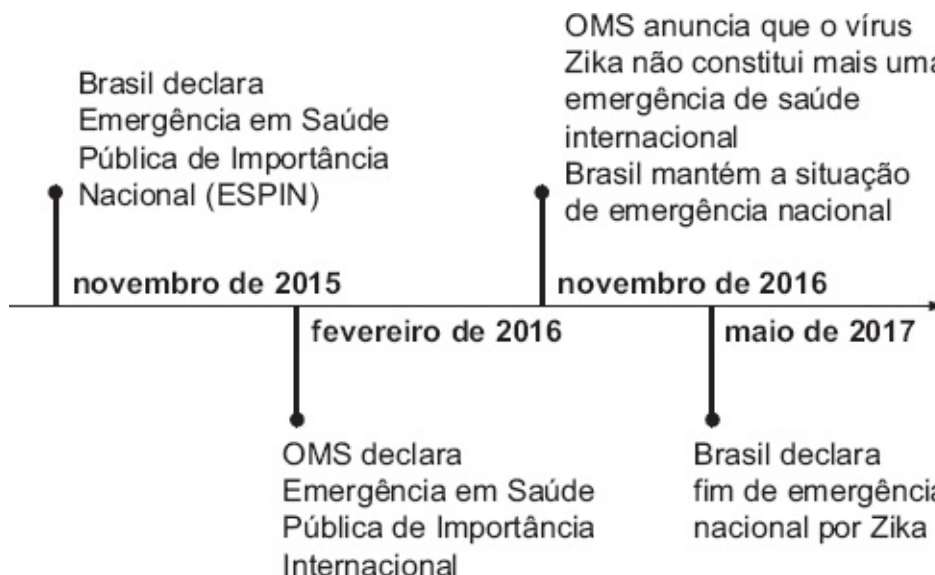 Brasil declara
Emergência em Saúde
Pública de Importância
Nacional (ESPIN)
novembro de 2015
OMS declara
Emergência em Saúde
Pública de Importância
Internacional
fevereiro de 2016
OMS anuncia que o vírus
Zika não constitui mais uma
emergência de saúde
internacional
Brasil mantém a situação
de emergência nacional
novembro de 2016
Brasil declara
fim de emergência
nacional por Zika
maio de 2017